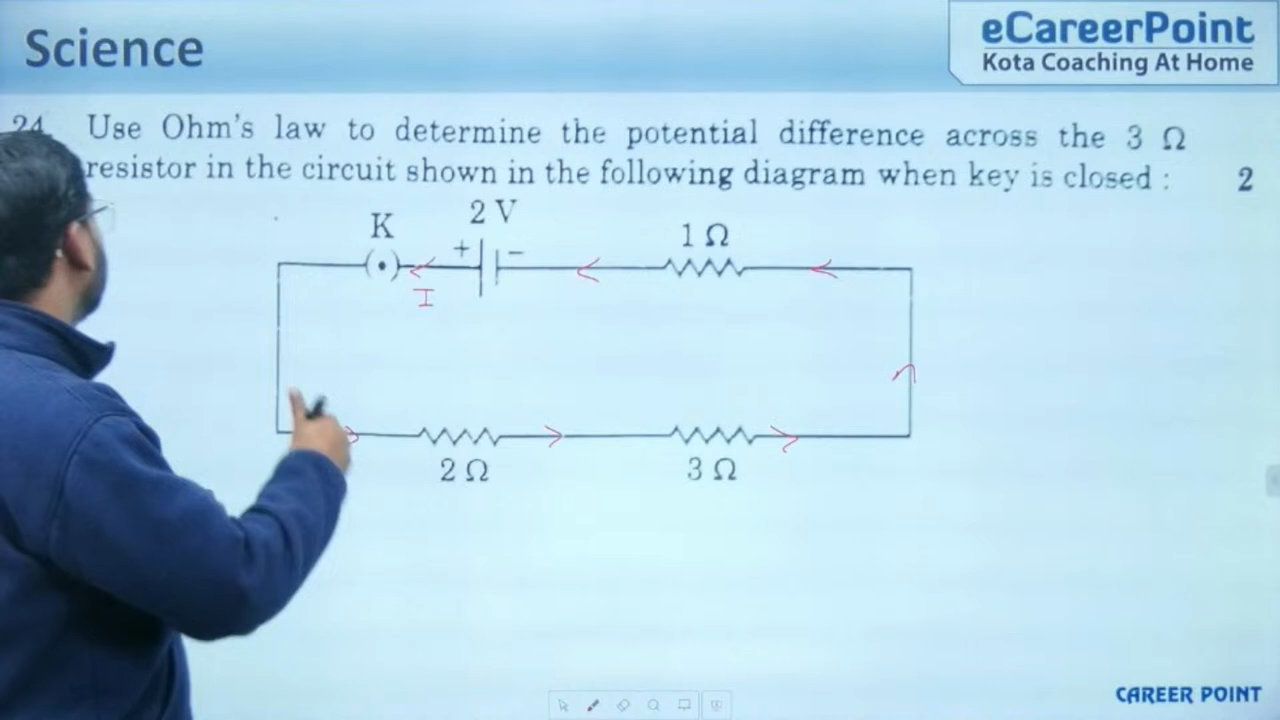 Science
eCareerPoint
Kota Coaching At Home
24. Use Ohm's law to determine the potential difference across the 3 Ω
resistor in the circuit shown in the following diagram when key is closed : 2
K
2 V
+
−
1 Ω
I
2 Ω
3 Ω
CAREER POINT